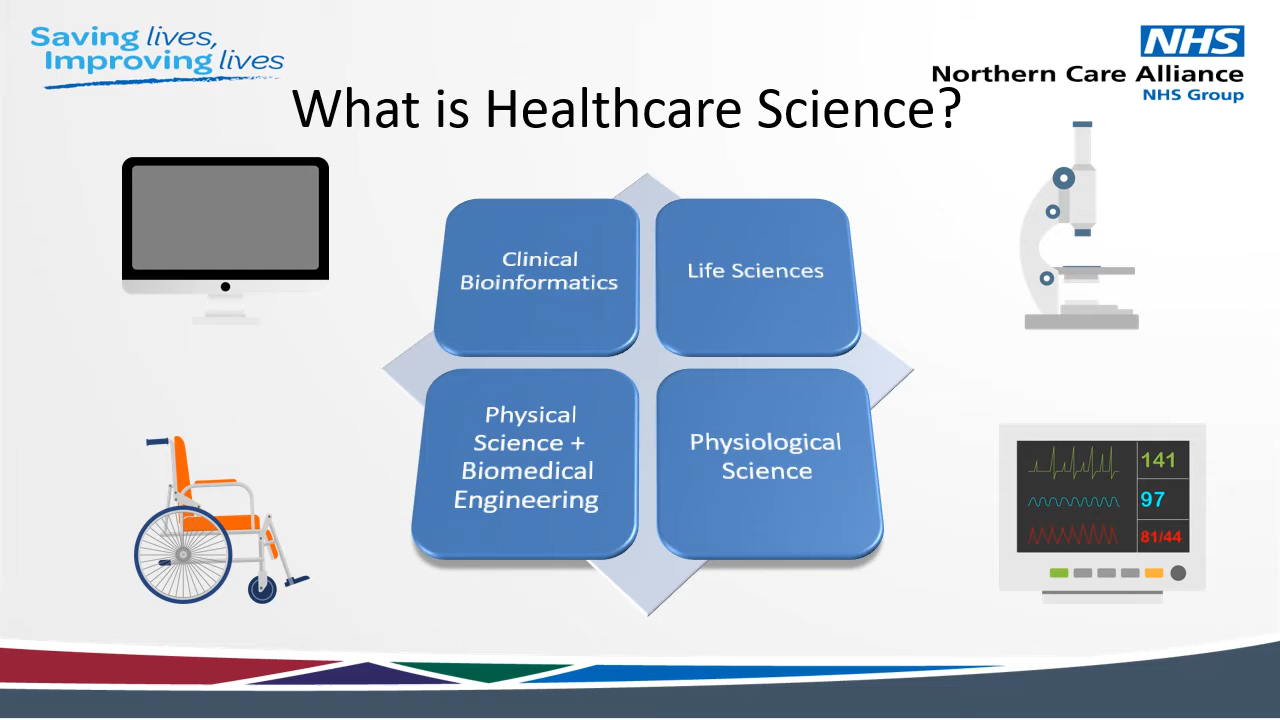 Saving lives,
Improving lives
NHS
Northern Care Alliance
NHS Group
What is Healthcare Science?
Clinical
Bioinformatics
Life Sciences
Physical
Science +
Biomedical
Engineering
Physiological
Science
141
97
81/44